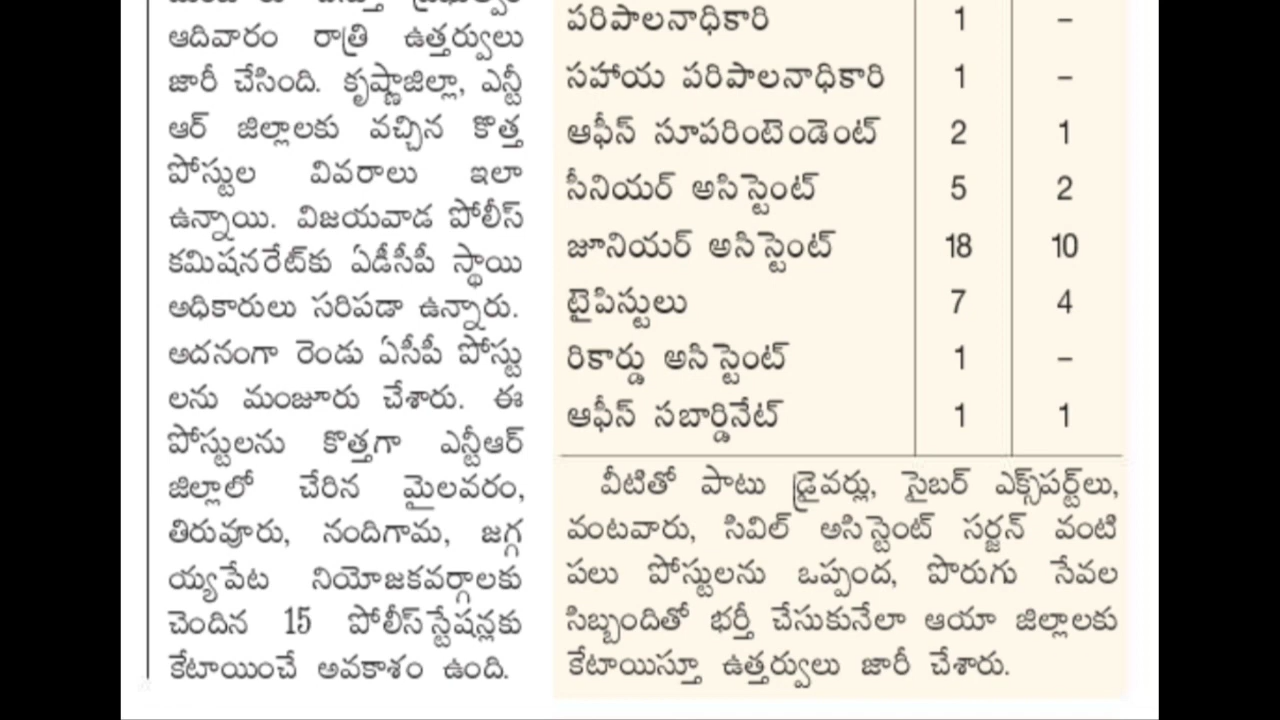 ఆదివారం రాత్రి ఉత్తర్వులు
జారీ చేసింది. కృష్ణాజిల్లా, ఎన్టీ
ఆర్ జిల్లాలకు వచ్చిన కొత్త
పోస్టుల వివరాలు ఇలా
ఉన్నాయి. విజయవాడ పోలీస్
కమిషనరేట్‌కు ఏడీసీపీ స్థాయి
అధికారులు సరిపడా ఉన్నారు.
అదనంగా రెండు ఏసీపీ పోస్టు
లను మంజూరు చేశారు. ఈ
పోస్టులను కొత్తగా ఎన్టీఆర్
జిల్లాలో చేరిన మైలవరం,
తిరువూరు, నందిగామ, జగ్గ
య్యపేట నియోజకవర్గాలకు
చెందిన 15 పోలీస్‌స్టేషన్లకు
కేటాయించే అవకాశం ఉంది.
పరిపాలనాధికారి 1 –
సహాయ పరిపాలనాధికారి 1 –
ఆఫీస్ సూపరింటెండెంట్ 2 1
సీనియర్ అసిస్టెంట్ 5 2
జూనియర్ అసిస్టెంట్ 18 10
టైపిస్టులు 7 4
రికార్డు అసిస్టెంట్ 1 –
ఆఫీస్ సబార్డినేట్ 1 1
వీటితో పాటు డ్రైవర్లు, సైబర్ ఎక్స్‌పర్ట్‌లు,
వంటవారు, సివిల్ అసిస్టెంట్ సర్జన్ వంటి
పలు పోస్టులను ఒప్పంద, పొరుగు సేవల
సిబ్బందితో భర్తీ చేసుకునేలా ఆయా జిల్లాలకు
కేటాయిస్తూ ఉత్తర్వులు జారీ చేశారు.